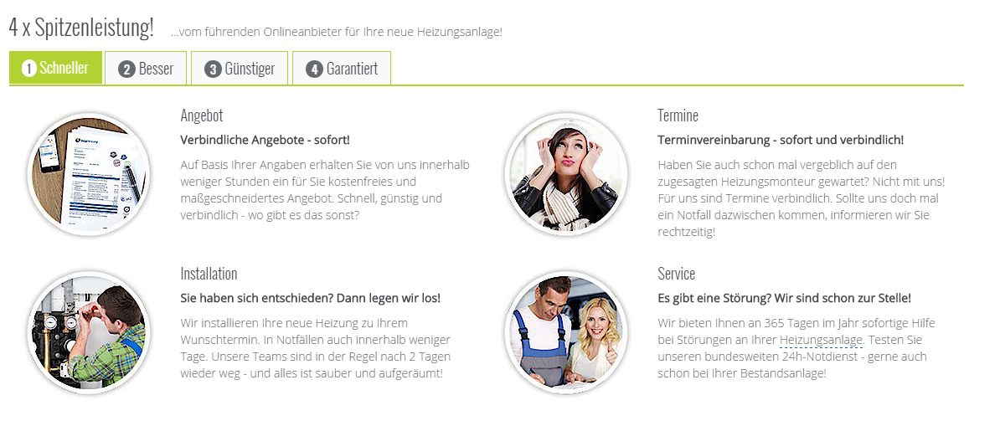 4 x Spitzenleistung! ...vom führenden Onlineanbieter für Ihre neue Heizungsanlage!
1 Schneller 2 Besser 3 Günstiger 4 Garantiert
Angebot
Verbindliche Angebote - sofort!
Auf Basis Ihrer Angaben erhalten Sie von uns innerhalb
weniger Stunden ein für Sie kostenfreies und
maßgeschneidertes Angebot. Schnell, günstig und
verbindlich - wo gibt es das sonst?
Termine
Terminvereinbarung - sofort und verbindlich!
Haben Sie auch schon mal vergeblich auf den
zugesagten Heizungsmonteur gewartet? Nicht mit uns!
Für uns sind Termine verbindlich. Sollte uns doch mal
ein Notfall dazwischen kommen, informieren wir Sie
rechtzeitig!
Installation
Sie haben sich entschieden? Dann legen wir los!
Wir installieren Ihre neue Heizung zu Ihrem
Wunschtermin. In Notfällen auch innerhalb weniger
Tage. Unsere Teams sind in der Regel nach 2 Tagen
wieder weg - und alles ist sauber und aufgeräumt!
Service
Es gibt eine Störung? Wir sind schon zur Stelle!
Wir bieten Ihnen an 365 Tagen im Jahr sofortige Hilfe
bei Störungen an Ihrer Heizungsanlage. Testen Sie
unseren bundesweiten 24h-Notdienst - gerne auch
schon bei Ihrer Bestandsanlage!